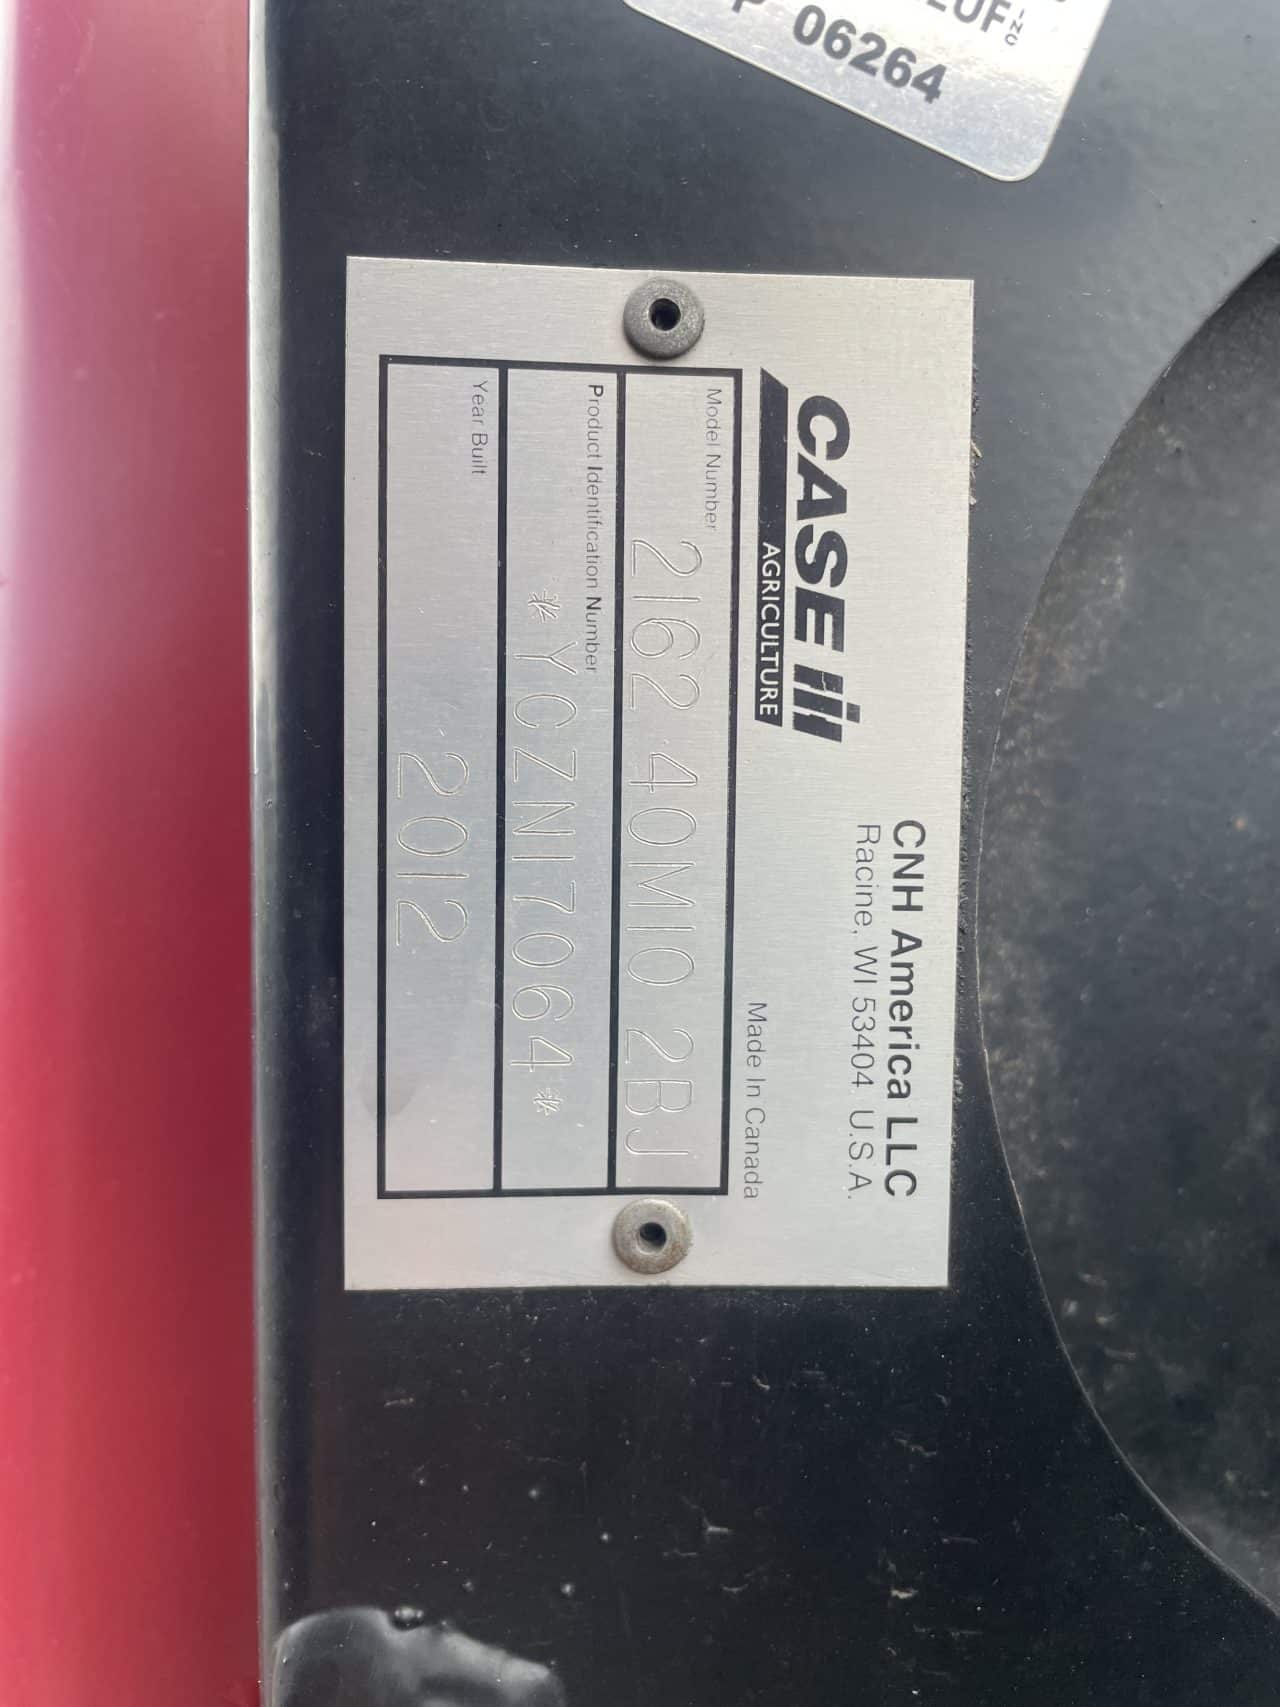 06264
CASE III
AGRICULTURE
CNH America LLC
Racine, WI 53404. U.S.A.
Made In Canada
Model Number
2162 40M10 2BJ
Product Identification Number
*YCZN17064*
Year Built
2012